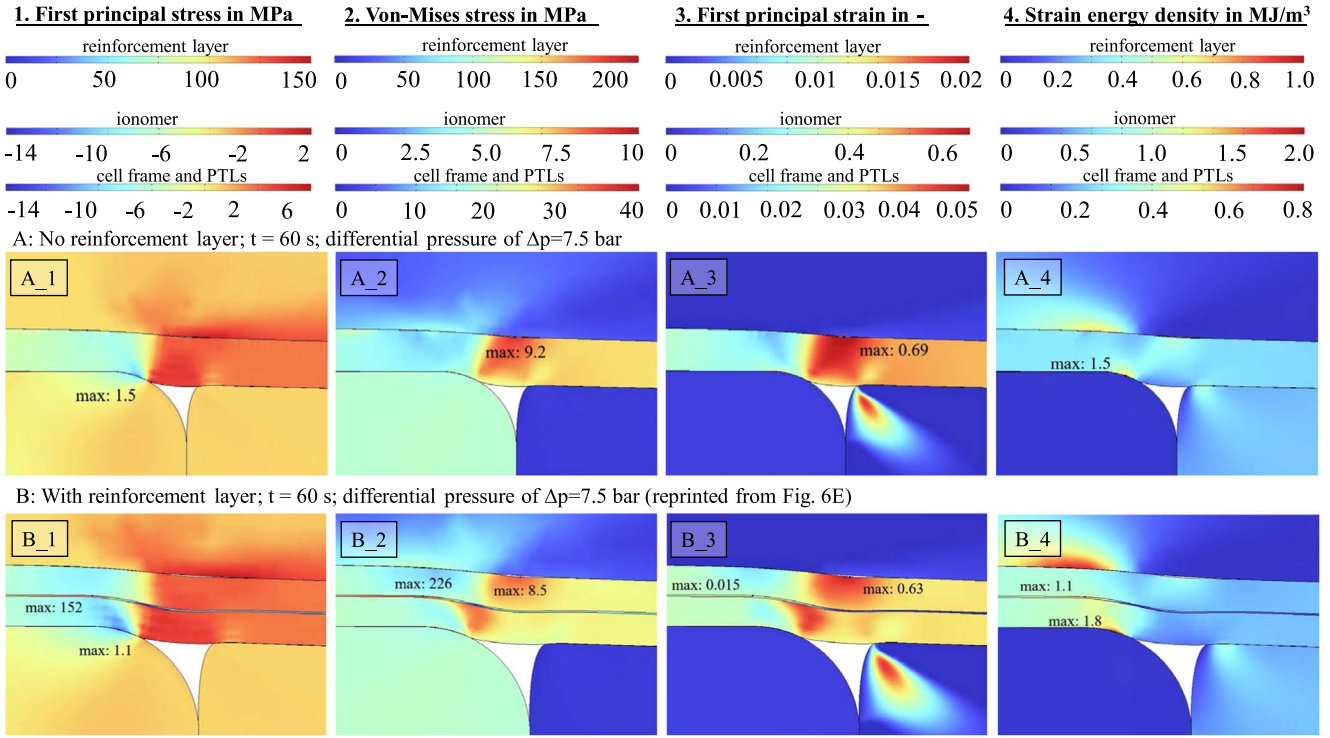 1. First principal stress in MPa
2. Von-Mises stress in MPa
3. First principal strain in -
4. Strain energy density in MJ/m³
reinforcement layer
reinforcement layer
reinforcement layer
reinforcement layer
0 50 100 150
0 50 100 150 200
0 0.005 0.01 0.015 0.02
0 0.2 0.4 0.6 0.8 1.0
ionomer
ionomer
ionomer
ionomer
-14 -10 -6 -2 2
0 2.5 5.0 7.5 10
0 0.2 0.4 0.6
0 0.5 1.0 1.5 2.0
cell frame and PTLs
cell frame and PTLs
cell frame and PTLs
cell frame and PTLs
-14 -10 -6 -2 2 6
0 10 20 30 40
0 0.01 0.02 0.03 0.04 0.05
0 0.2 0.4 0.6 0.8
A: No reinforcement layer; t = 60 s; differential pressure of Δp=7.5 bar
A_1
max: 1.5
A_2
max: 9.2
A_3
max: 0.69
A_4
max: 1.5
B: With reinforcement layer; t = 60 s; differential pressure of Δp=7.5 bar (reprinted from Fig. 6E)
B_1
max: 152
max: 1.1
B_2
max: 226
max: 8.5
B_3
max: 0.015
max: 0.63
B_4
max: 1.1
max: 1.8